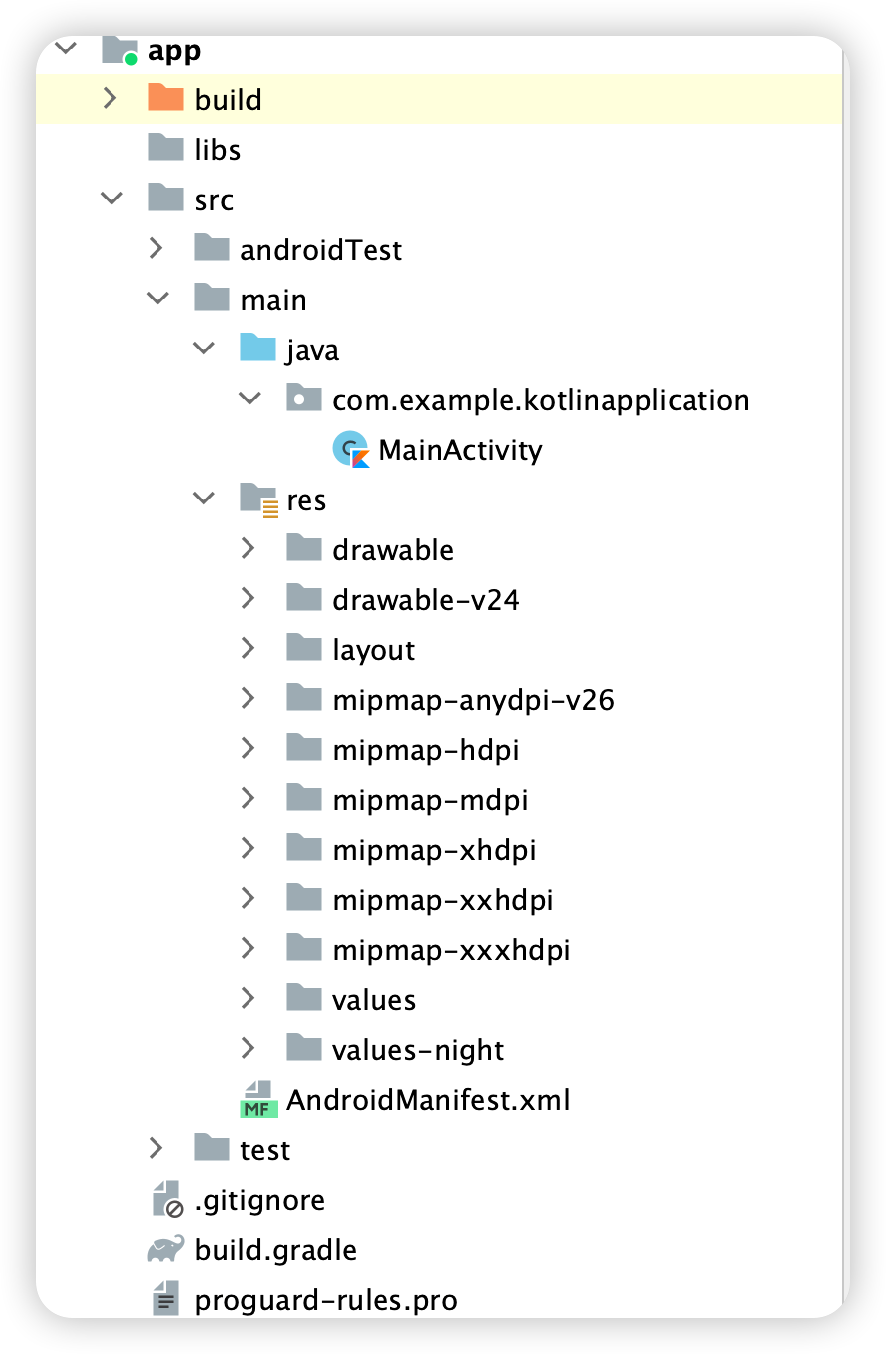 app
build
libs
src
androidTest
main
java
com.example.kotlinapplication
MainActivity
res
drawable
drawable-v24
layout
mipmap-anydpi-v26
mipmap-hdpi
mipmap-mdpi
mipmap-xhdpi
mipmap-xxhdpi
mipmap-xxxhdpi
values
values-night
MF AndroidManifest.xml
test
.gitignore
build.gradle
proguard-rules.pro